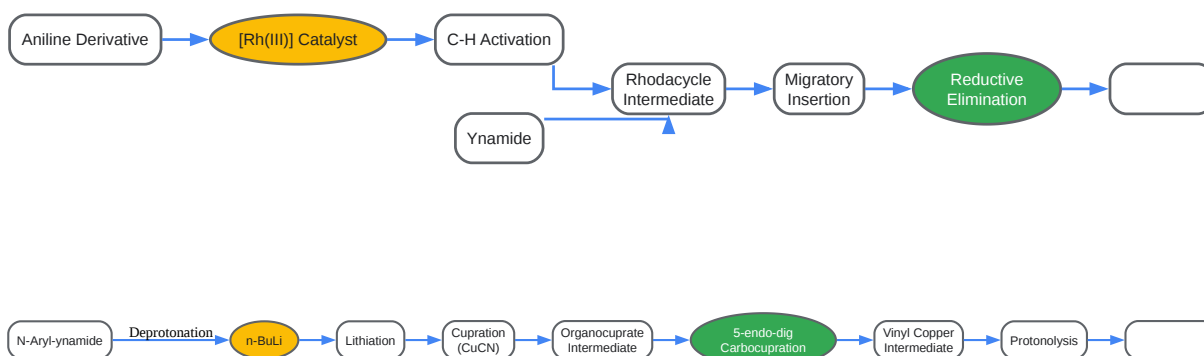 Aniline Derivative
[Rh(III)] Catalyst
C-H Activation
Rhodacycle
Intermediate
Migratory
Insertion
Reductive
Elimination
Ynamide
N-Aryl-ynamide
Deprotonation
n-BuLi
Lithiation
Cupration
(CuCN)
Organocuprate
Intermediate
5-endo-dig
Carbocupration
Vinyl Copper
Intermediate
Protonolysis